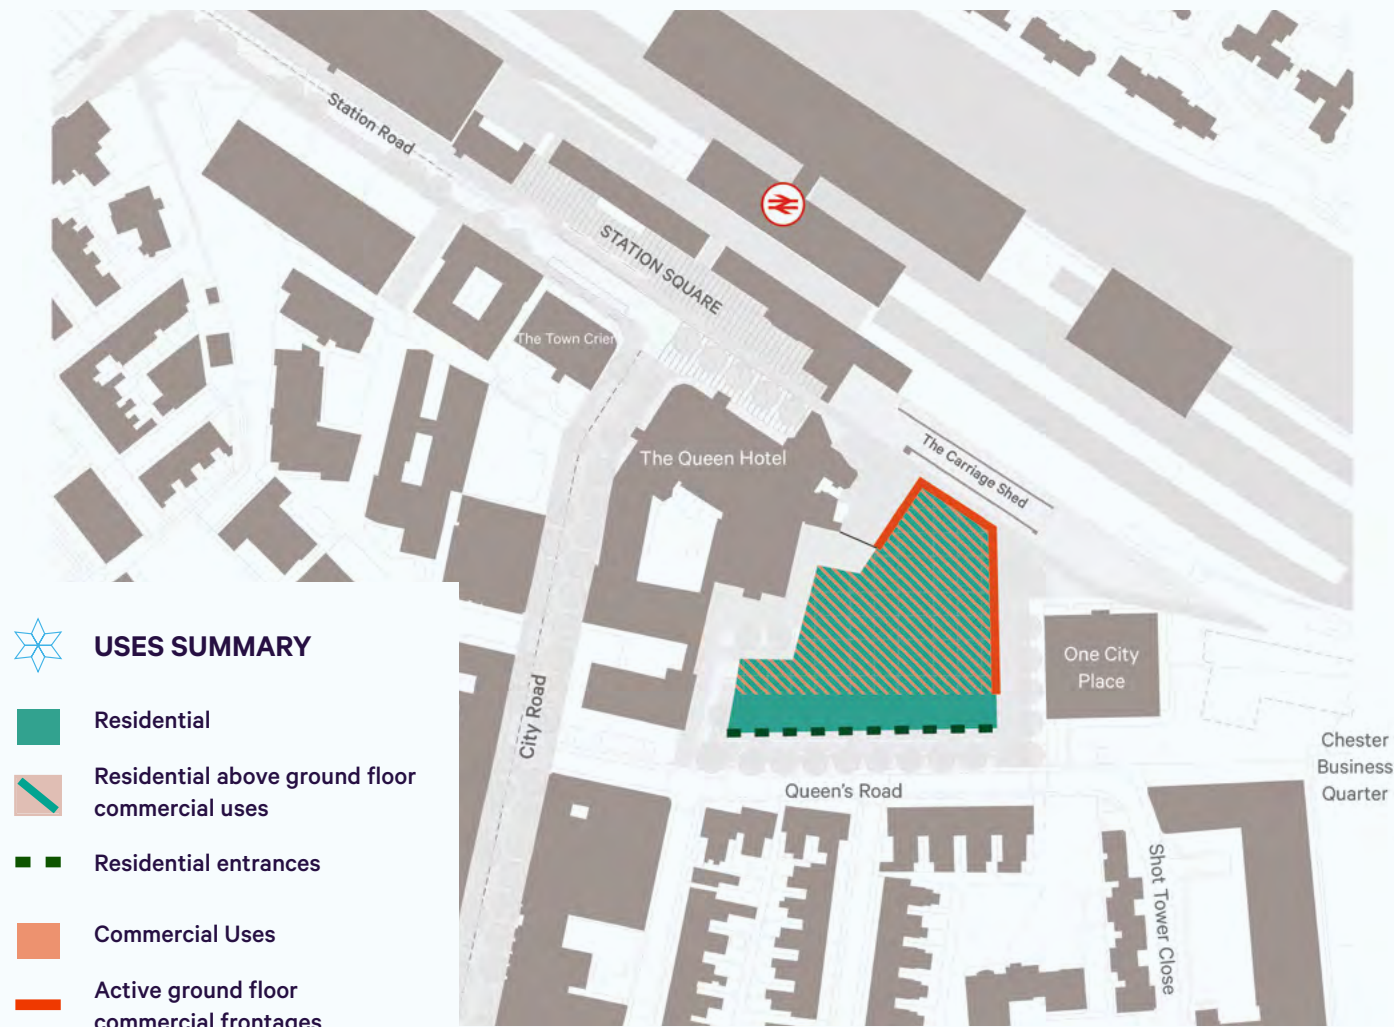 Station Road
STATION SQUARE
The Town Crier
The Queen Hotel
The Carriage Shed
One City
Place
City Road
Queen's Road
Chester
Business
Quarter
Shot Tower Close
USES SUMMARY
Residential
Residential above ground floor
commercial uses
Residential entrances
Commercial Uses
Active ground floor
commercial frontages